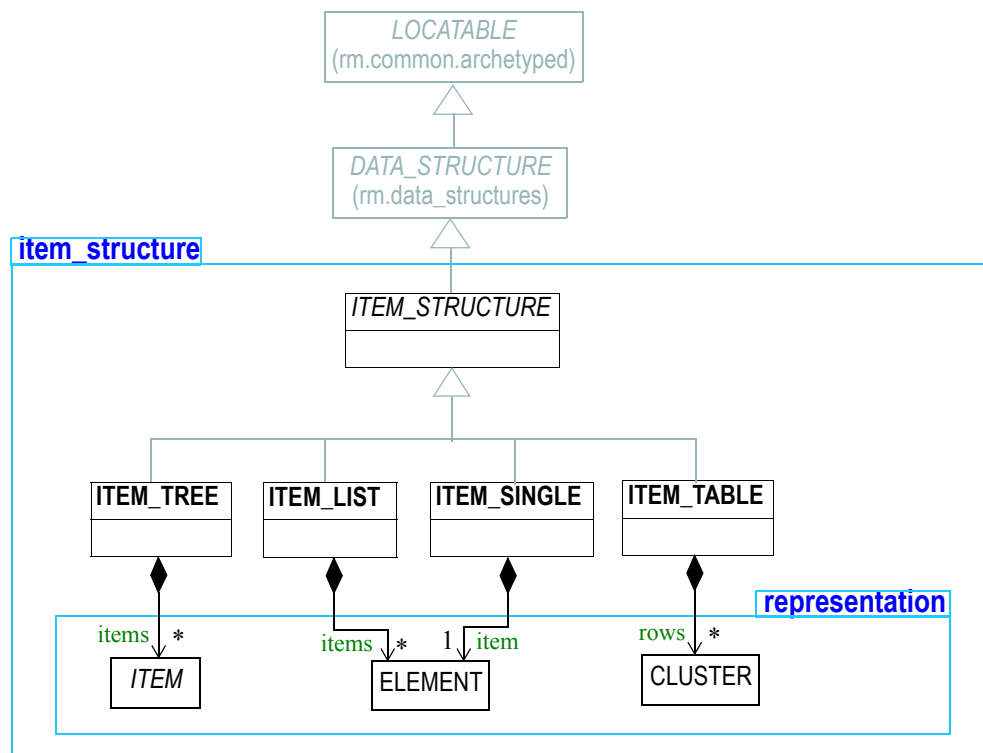 LOCATABLE
(rm.common.archetyped)
DATA_STRUCTURE
(rm.data_structures)
item_structure
ITEM_STRUCTURE
ITEM_TREE
ITEM_LIST
ITEM_SINGLE
ITEM_TABLE
representation
items *
items *
1 item
rows *
ITEM
ELEMENT
CLUSTER